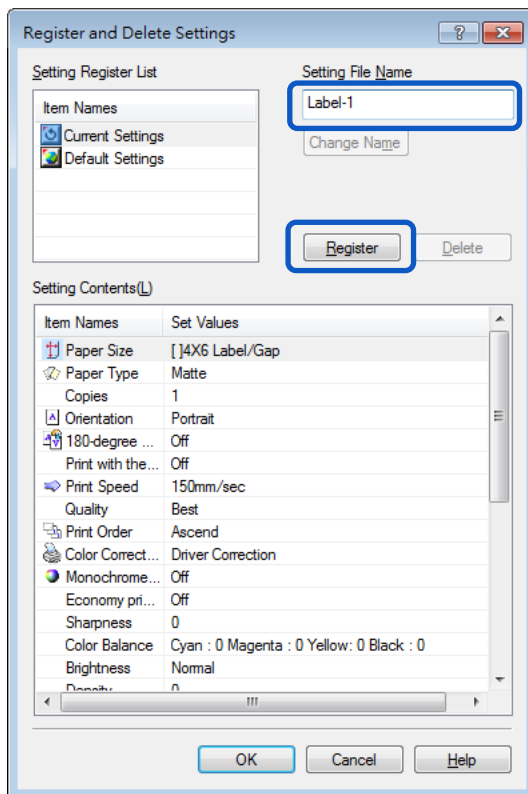 Register and Delete Settings
Setting Register List
Setting File Name
Item Names
Label-1
Current Settings
Change Name
Default Settings
Register
Delete
Setting Contents(L)
Item Names Set Values
Paper Size [ ]4X6 Label/Gap
Paper Type Matte
Copies 1
Orientation Portrait
180-degree ... Off
Print with the... Off
Print Speed 150mm/sec
Quality Best
Print Order Ascend
Color Correct... Driver Correction
Monochrome... Off
Economy pri... Off
Sharpness 0
Color Balance Cyan : 0 Magenta : 0 Yellow: 0 Black : 0
Brightness Normal
Density 0
OK Cancel Help